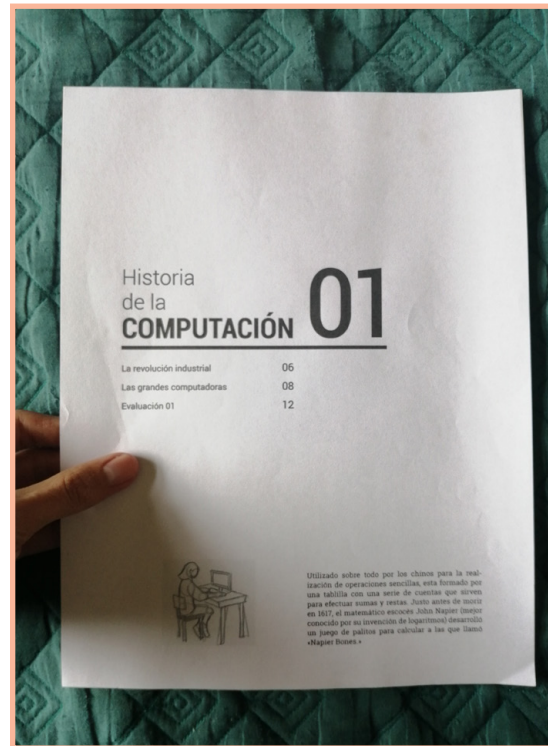 Historia
de la
COMPUTACIÓN 01
La revolución industrial 06
Las grandes computadoras 08
Evaluación 01 12
Utilizado sobre todo por los chinos para la real-
ización de operaciones sencillas, esta formado por
una tablilla con una serie de cuentas que sirven
para efectuar sumas y restas. Justo antes de morir
en 1617, el matemático escocés John Napier (mejor
conocido por su invención de logaritmos) desarrolló
un juego de palitos para calcular a las que llamó
«Napier Bones.»